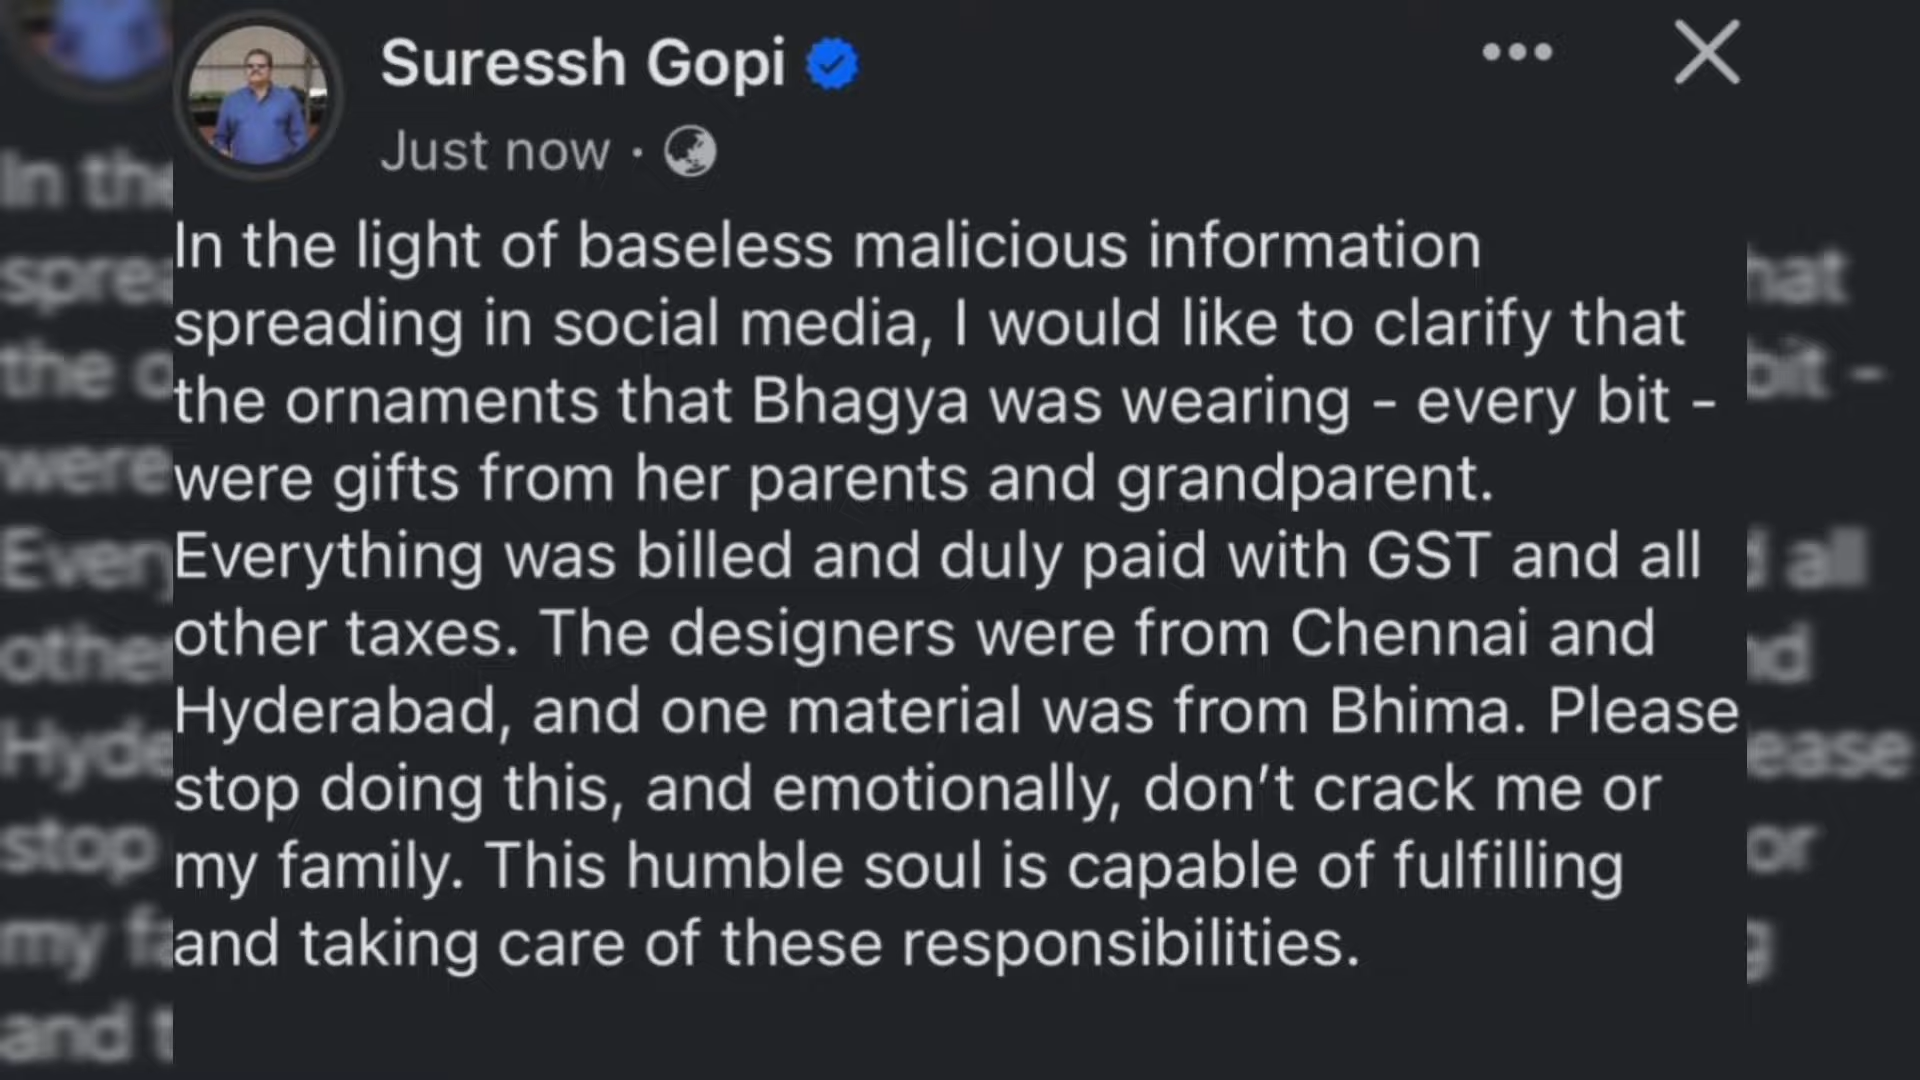 Suressh Gopi
Just now ·
In the light of baseless malicious information
spreading in social media, I would like to clarify that
the ornaments that Bhagya was wearing - every bit -
were gifts from her parents and grandparent.
Everything was billed and duly paid with GST and all
other taxes. The designers were from Chennai and
Hyderabad, and one material was from Bhima. Please
stop doing this, and emotionally, don’t crack me or
my family. This humble soul is capable of fulfilling
and taking care of these responsibilities.